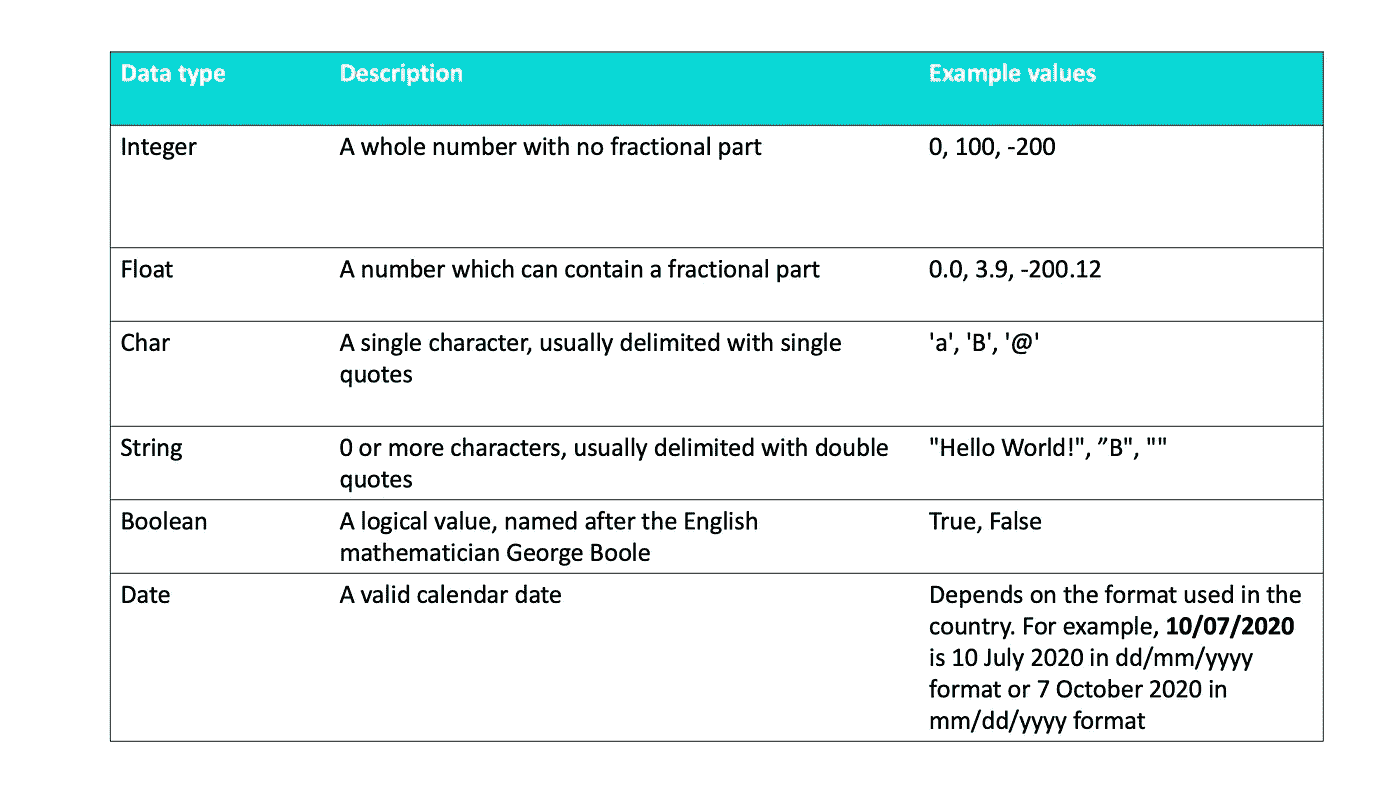 Data type Description Example values
Integer A whole number with no fractional part 0, 100, -200
Float A number which can contain a fractional part 0.0, 3.9, -200.12
Char A single character, usually delimited with single 'a', 'B', '@'
quotes
String 0 or more characters, usually delimited with double "Hello World!", ”B", ""
quotes
Boolean A logical value, named after the English True, False
mathematician George Boole
Date A valid calendar date Depends on the format used in the
country. For example, 10/07/2020
is 10 July 2020 in dd/mm/yyyy
format or 7 October 2020 in
mm/dd/yyyy format